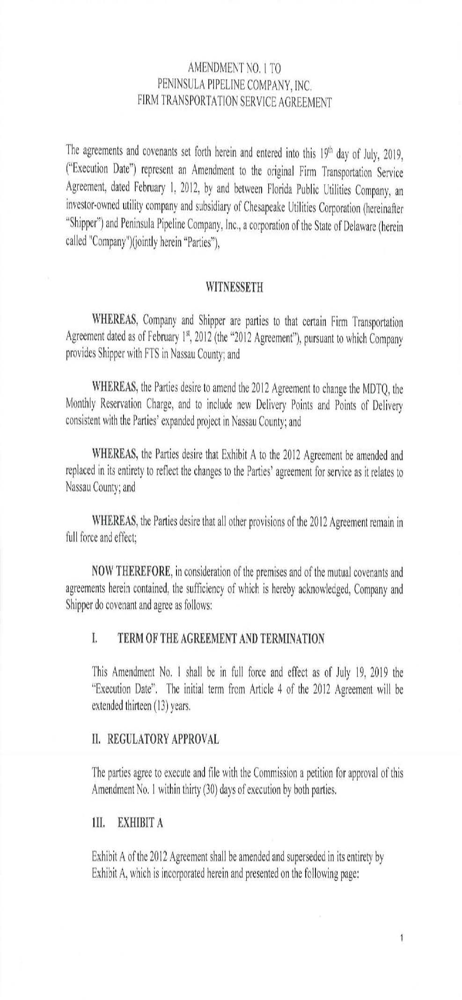 AMENDMENT NO. 1 TO
PENINSULA PIPELINE COMPANY, INC.
FIRM TRANSPORTATION SERVICE AGREEMENT
The agreements and covenants set forth herein and entered into this 19th day of July, 2019,
("Execution Date") represent an Amendment to the original Firm Transportation Service
Agreement, dated February 1, 2012, by and between Florida Public Utilities Company, an
investor-owned utility company and subsidiary of Chesapeake Utilities Corporation (hereinafter
"Shipper") and Peninsula Pipeline Company, Inc., a corporation of the State of Delaware (herein
called "Company")(jointly herein "Parties"),
WITNESSETH
WHEREAS, Company and Shipper are parties to that certain Firm Transportation
Agreement dated as of February 1st, 2012 (the "2012 Agreement"), pursuant to which Company
provides Shipper with FTS in Nassau County; and
WHEREAS, the Parties desire to amend the 2012 Agreement to change the MDTQ, the
Monthly Reservation Charge, and to include new Delivery Points and Points of Delivery
consistent with the Parties' expanded project in Nassau County; and
WHEREAS, the Parties desire that Exhibit A to the 2012 Agreement be amended and
replaced in its entirety to reflect the changes to the Parties' agreement for service as it relates to
Nassau County; and
WHEREAS, the Parties desire that all other provisions of the 2012 Agreement remain in
full force and effect;
NOW THEREFORE, in consideration of the premises and of the mutual covenants and
agreements herein contained, the sufficiency of which is hereby acknowledged, Company and
Shipper do covenant and agree as follows:
I. TERM OF THE AGREEMENT AND TERMINATION
This Amendment No. 1 shall be in full force and effect as of July 19, 2019 the
"Execution Date". The initial term from Article 4 of the 2012 Agreement will be
extended thirteen (13) years.
II. REGULATORY APPROVAL
The parties agree to execute and file with the Commission a petition for approval of this
Amendment No. 1 within thirty (30) days of execution by both parties.
III. EXHIBIT A
Exhibit A of the 2012 Agreement shall be amended and superseded in its entirety by
Exhibit A, which is incorporated herein and presented on the following page:
1